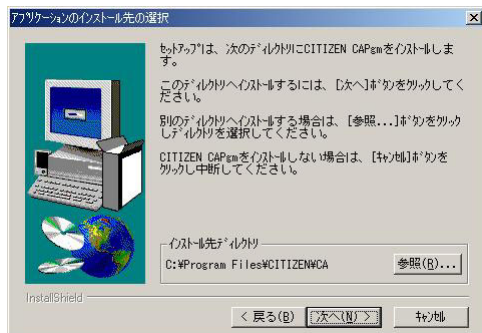 アプリケーションのインストール先の選択
ｾｯﾄｱｯﾌﾟは、次のﾃﾞｨﾚｸﾄﾘにCITIZEN CAPgmをｲﾝｽﾄｰﾙしま
す。
このﾃﾞｨﾚｸﾄﾘへｲﾝｽﾄｰﾙするには、[次へ]ﾎﾞﾀﾝをｸﾘｯｸしてく
ださい。
別のﾃﾞｨﾚｸﾄﾘへｲﾝｽﾄｰﾙする場合は、[参照...]ﾎﾞﾀﾝをｸﾘｯｸ
しﾃﾞｨﾚｸﾄﾘを選択してください。
CITIZEN CAPgmをｲﾝｽﾄｰﾙしない場合は、[ｷｬﾝｾﾙ]ﾎﾞﾀﾝを
ｸﾘｯｸし中断してください。
ｲﾝｽﾄｰﾙ先ﾃﾞｨﾚｸﾄﾘ
C:¥Program Files¥CITIZEN¥CA
参照(R)...
InstallShield
< 戻る(B)
次へ(N) >
ｷｬﾝｾﾙ